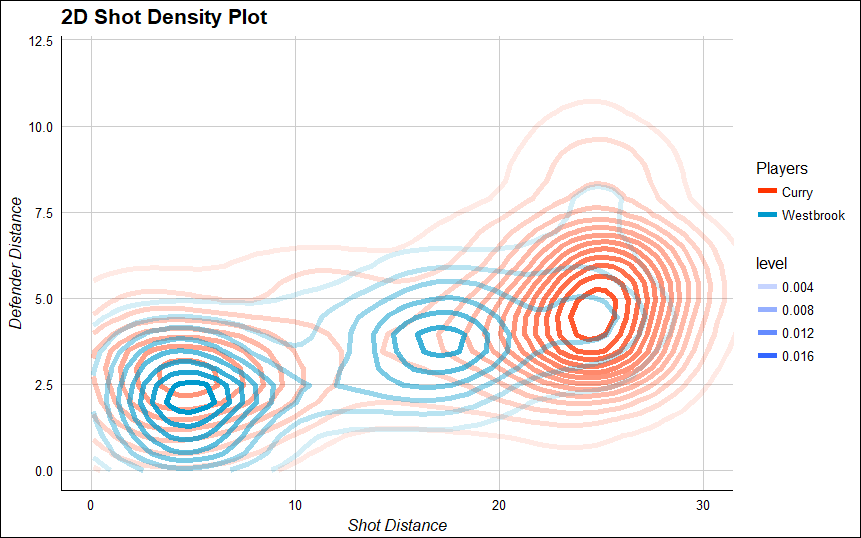 2D Shot Density Plot
12.5
10.0
7.5
5.0
2.5
0.0
Defender Distance
0 10 20 30
Shot Distance
Players
Curry
Westbrook
level
0.004
0.008
0.012
0.016